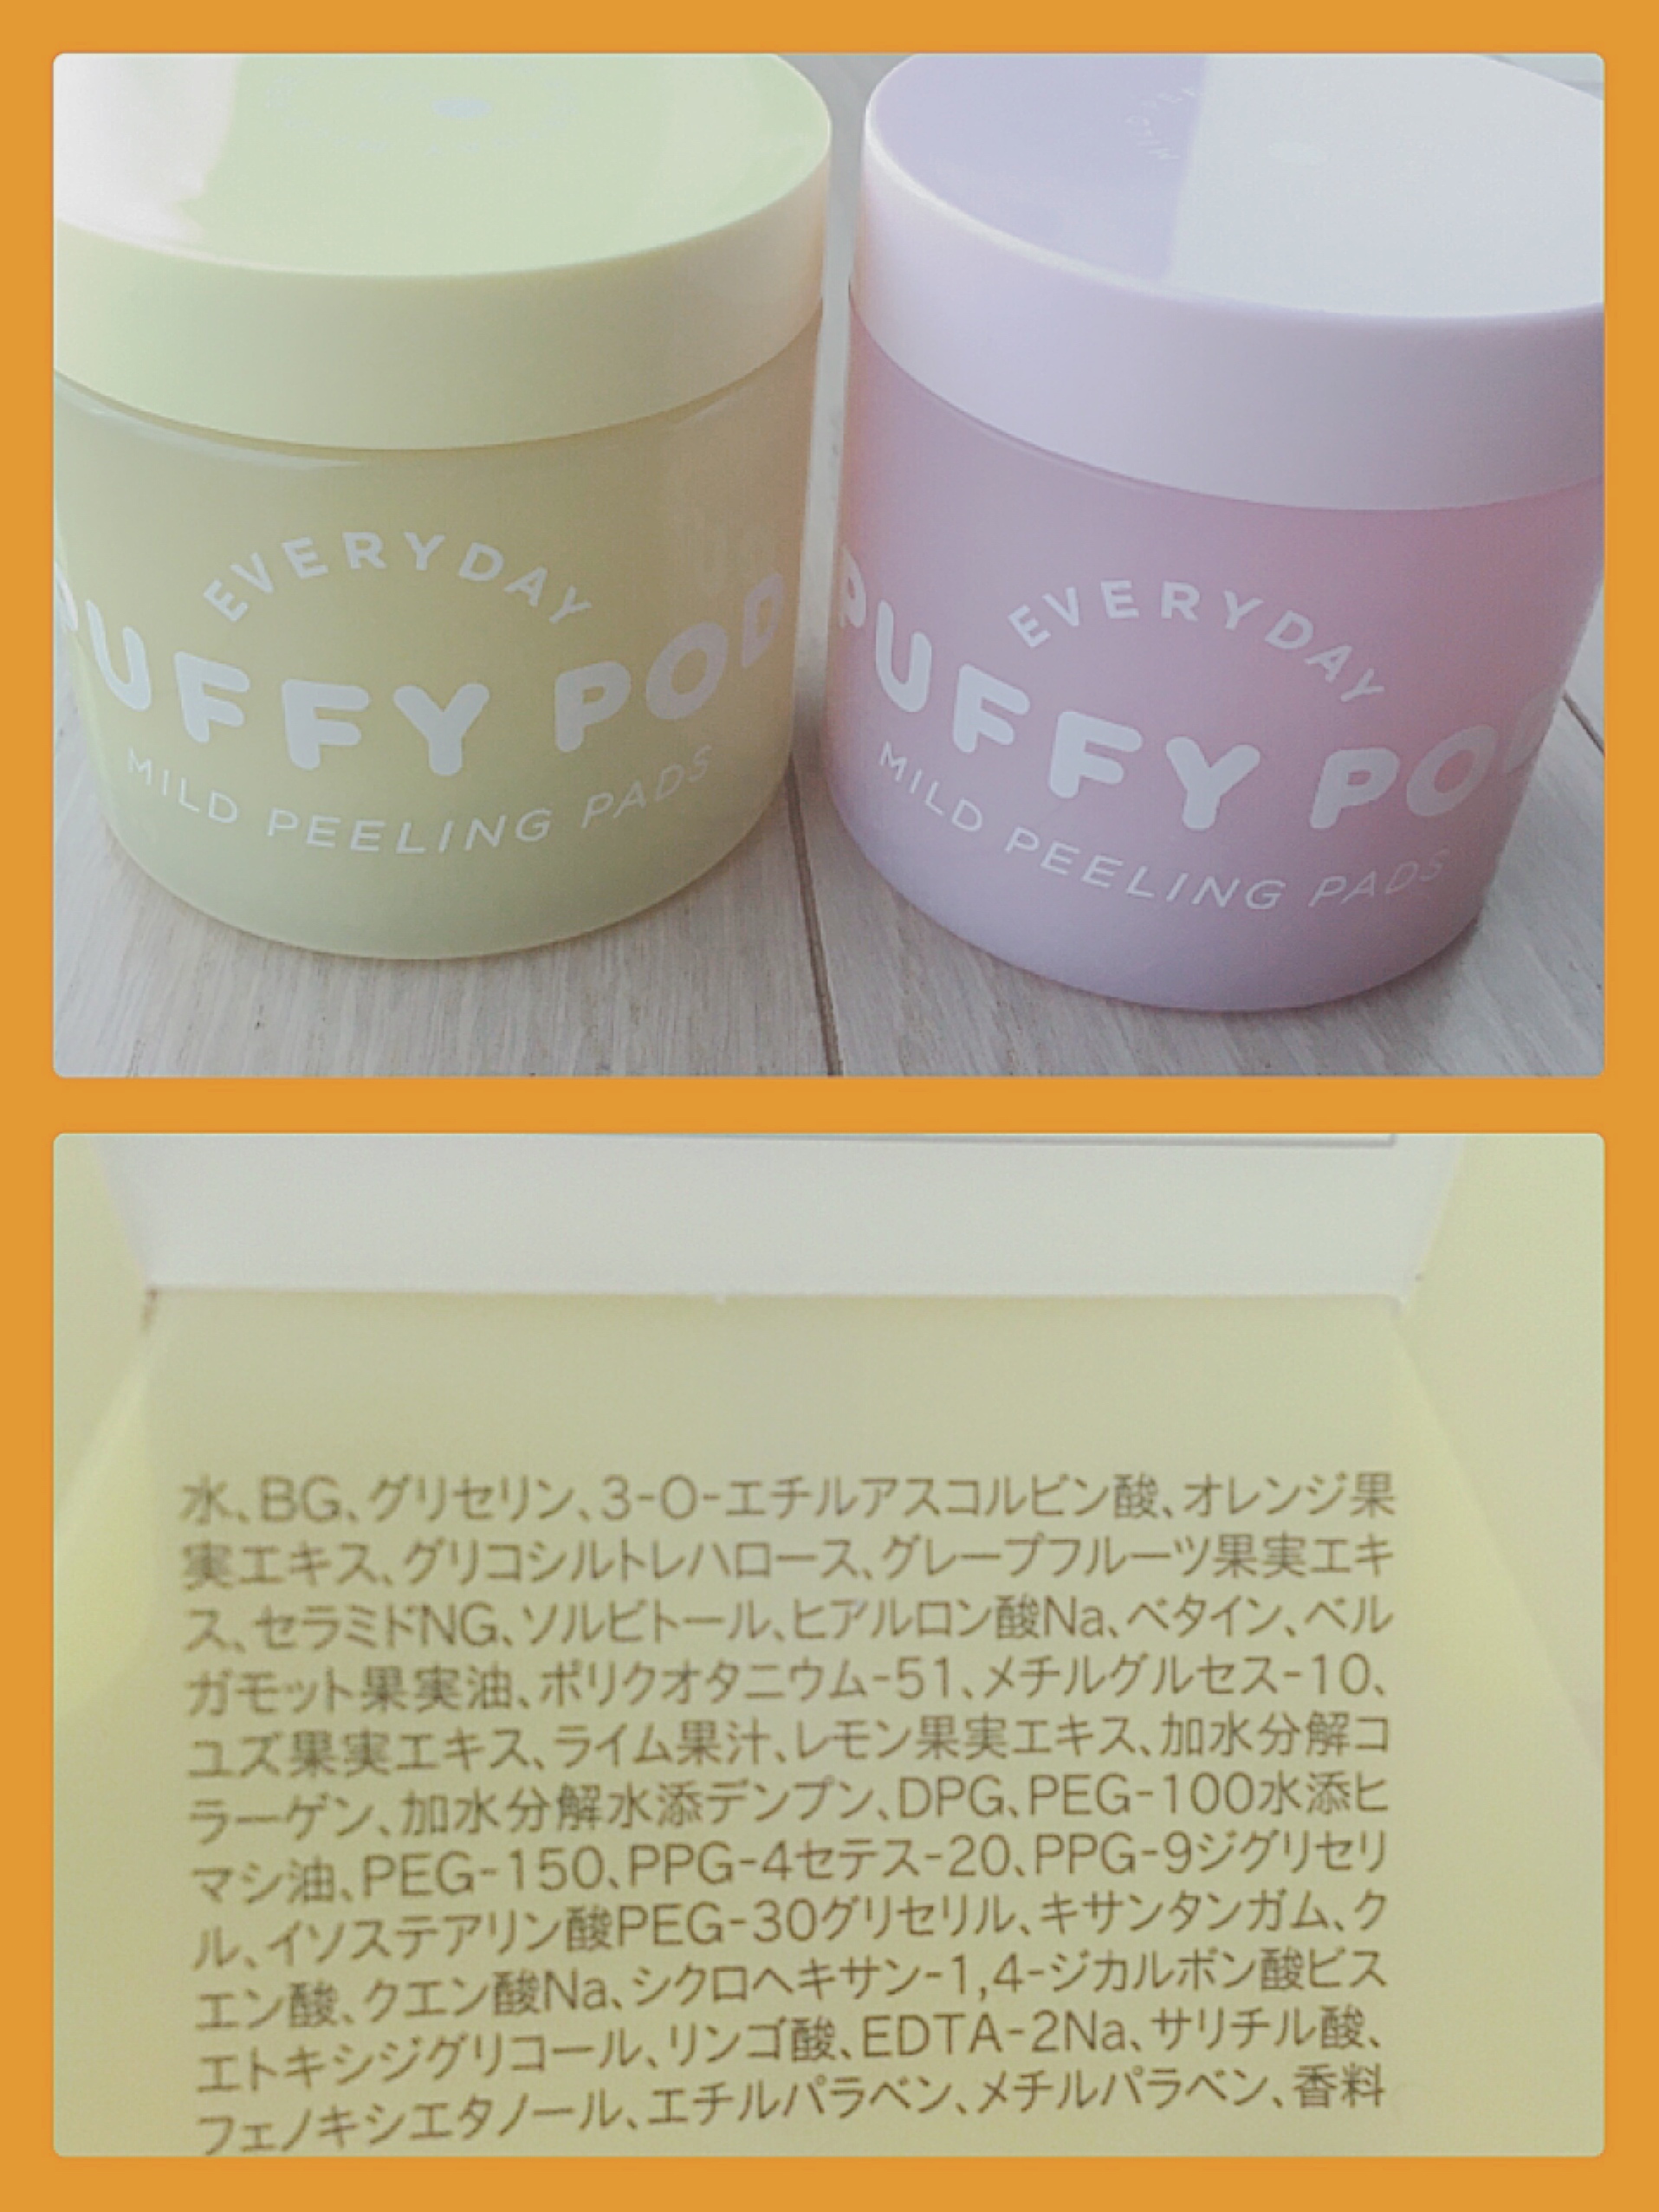 EVERYDAY
PUFFY POD
MILD PEELING PADS
EVERYDAY
PUFFY POD
MILD PEELING PADS
水、BG、グリセリン、3-O-エチルアスコルビン酸、オレンジ果
実エキス、グリコシルトレハロース、グレープフルーツ果実エキ
ス、セラミドNG、ソルビトール、ヒアルロン酸Na、ベタイン、ベル
ガモット果実油、ポリクオタニウム-51、メチルグルセス-10、
ユズ果実エキス、ライム果汁、レモン果実エキス、加水分解コ
ラーゲン、加水分解水添デンプン、DPG、PEG-100水添ヒ
マシ油、PEG-150、PPG-4セテス-20、PPG-9ジグリセリ
ル、イソステアリン酸PEG-30グリセリル、キサンタンガム、ク
エン酸、クエン酸Na、シクロヘキサン-1,4-ジカルボン酸ビス
エトキシジグリコール、リンゴ酸、EDTA-2Na、サリチル酸、
フェノキシエタノール、エチルパラベン、メチルパラベン、香料